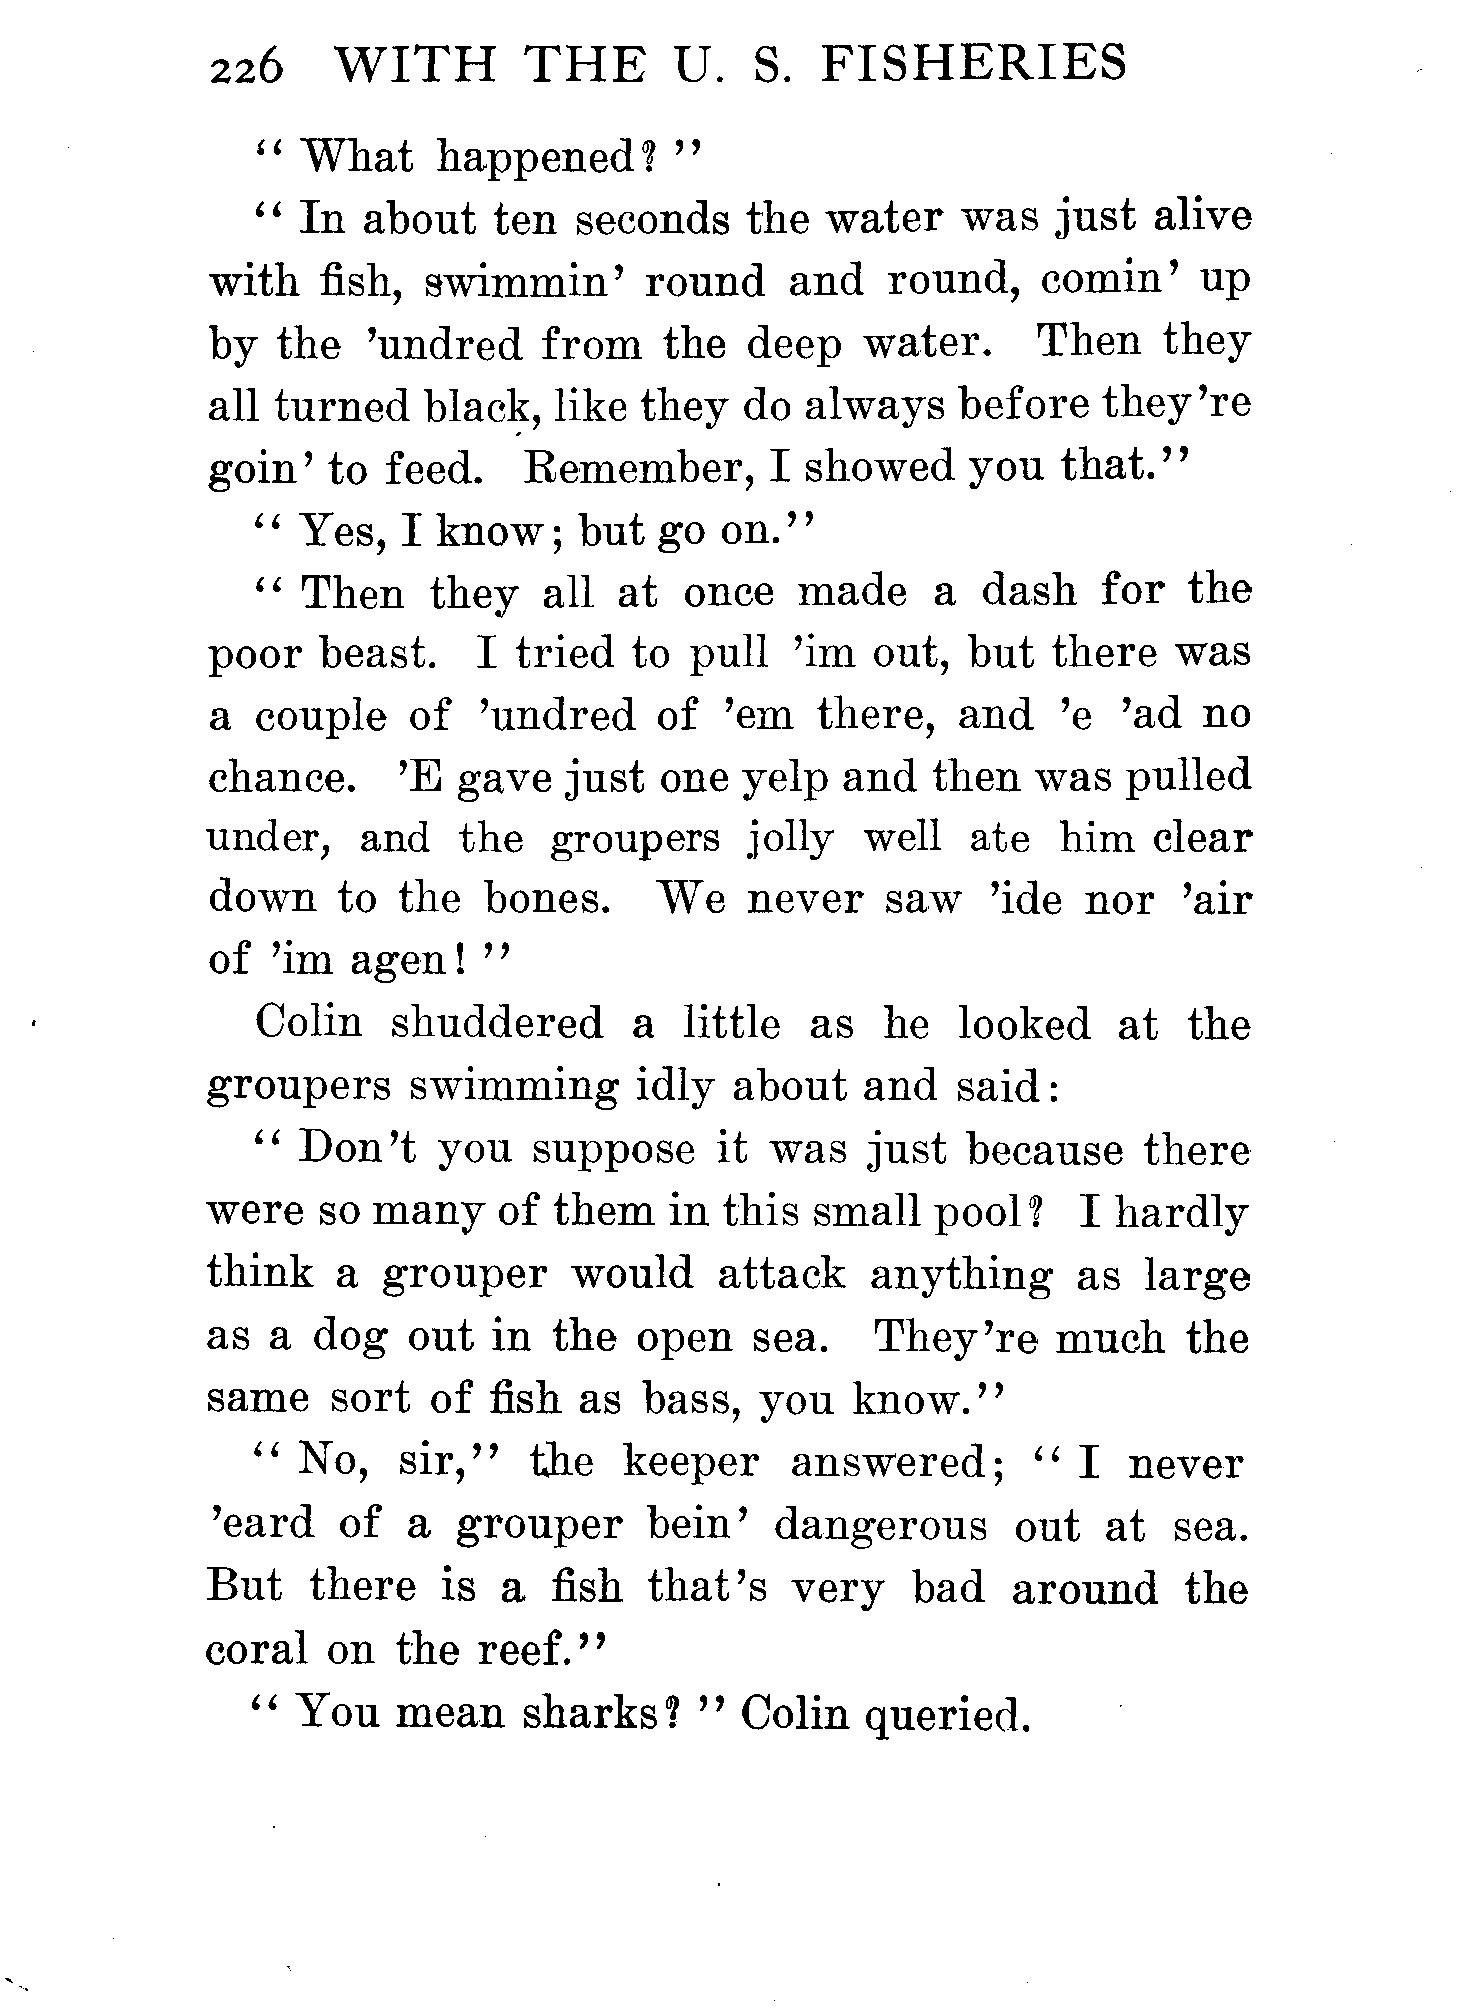 226 WITH THE U. S. FISHERIES
“ What happened? ”
“ In about ten seconds the water was just alive
with fish, swimmin’ round and round, comin’ up
by the ’undred from the deep water. Then they
all turned black, like they do always before they’re
goin’ to feed. Remember, I showed you that.”
“ Yes, I know; but go on.”
“ Then they all at once made a dash for the
poor beast. I tried to pull ’im out, but there was
a couple of ’undred of ’em there, and ’e ’ad no
chance. ’E gave just one yelp and then was pulled
under, and the groupers jolly well ate him clear
down to the bones. We never saw ’ide nor ’air
of ’im agen! ”
Colin shuddered a little as he looked at the
groupers swimming idly about and said:
“ Don’t you suppose it was just because there
were so many of them in this small pool? I hardly
think a grouper would attack anything as large
as a dog out in the open sea. They’re much the
same sort of fish as bass, you know.”
“ No, sir,” the keeper answered; “ I never
’eard of a grouper bein’ dangerous out at sea.
But there is a fish that’s very bad around the
coral on the reef.”
“ You mean sharks? ” Colin queried.